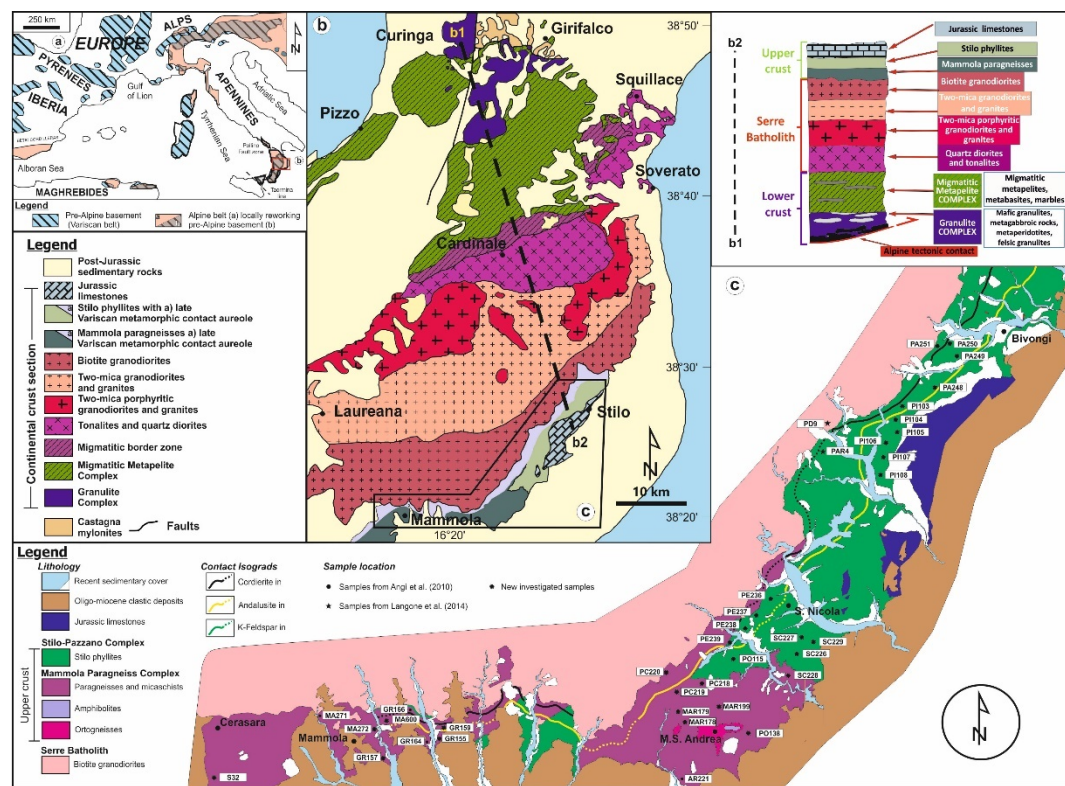 250 km
a
N
EUROPE
ALPS
PYRENEES
IBERIA
Gulf of Lion
APENNINES
Adriatic Sea
Tyrrhenian Sea
Alboran Sea
MAGHREBIDES
Taormina
line
b
Legend
Pre-Alpine basement
(Variscan belt)
Alpine belt (a) locally reworking
pre-Alpine basement (b)
Legend
Post-Jurassic
sedimentary rocks
Continental crust section
Jurassic
limestones
Stilo phyllites with a) late
Variscan metamorphic contact aureole
Mammola paragneisses a) late
Variscan metamorphic contact aureole
Biotite granodiorites
Two-mica granodiorites
and granites
Two-mica porphyritic
granodiorites and granites
Tonalites and quartz diorites
Migmatitic border zone
Migmatitic Metapelite
Complex
Granulite
Complex
Castagna
mylonites
Faults
b
b1
Curinga
Girifalco
38°50'
Squillace
Pizzo
Soverato
38°40'
Cardinale
38°30'
Laureana
Stilo
b2
N
10 km
Mammola
c
16°20'
38°20'
b2
b1
Upper
crust
Serre
Batholith
Lower
crust
Jurassic limestones
Stilo phyllites
Mammola paragneisses
Biotite granodiorites
Two-mica granodiorites
and granites
Two-mica porphyritic
granodiorites and
granites
Quartz diorites
and tonalites
Migmatitic
Metapelite
COMPLEX
Migmatitic
metapelites,
metabasites, marbles
Granulite
COMPLEX
Mafic granulites,
metagabbroic rocks,
metaperidotites,
felsic granulites
Alpine tectonic contact
c
Bivongi
PA251
PA250
PA249
PA248
PI103
PI104
PI105
PD9
PI106
PAR4
PI107
PI108
PE236
PE237
S. Nicola
PE238
PE239
SC227
SC229
SC226
PO115
PC220
SC228
PC218
PC219
MAR179
MAR199
MAR178
M.S. Andrea
PO138
AR221
Cerasara
MA271
GR166
MA600
MA272
GR159
Mammola
GR164
GR155
GR157
S32
N
Legend
Lithology
Recent sedimentary cover
Oligo-miocene clastic deposits
Jurassic limestones
Stilo-Pazzano Complex
Stilo phyllites
Mammola Paragneiss Complex
Upper crust
Paragneisses and micaschists
Amphibolites
Ortogneisses
Serre Batholith
Biotite granodiorites
Contact isograds
Cordierite in
Andalusite in
K-Feldspar in
Sample location
Samples from Angi et al. (2010)
New investigated samples
Samples from Langone et al. (2014)